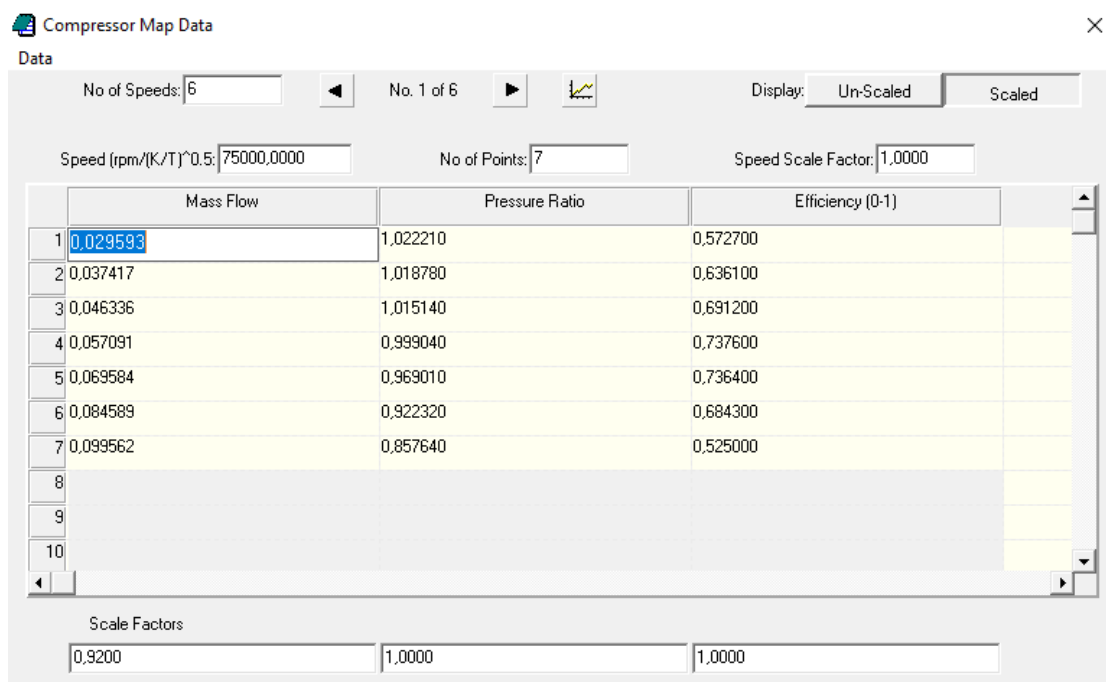 Compressor Map Data
Data
No of Speeds: 6 No. 1 of 6 Display: Un-Scaled Scaled
Speed (rpm/(K/T)^0.5: 75000,0000 No of Points: 7 Speed Scale Factor: 1,0000
Mass Flow Pressure Ratio Efficiency (0-1)
1 0,029593 1,022210 0,572700
2 0,037417 1,018780 0,636100
3 0,046336 1,015140 0,691200
4 0,057091 0,999040 0,737600
5 0,069584 0,969010 0,736400
6 0,084589 0,922320 0,684300
7 0,099562 0,857640 0,525000
8
9
10
Scale Factors
0,9200 1,0000 1,0000